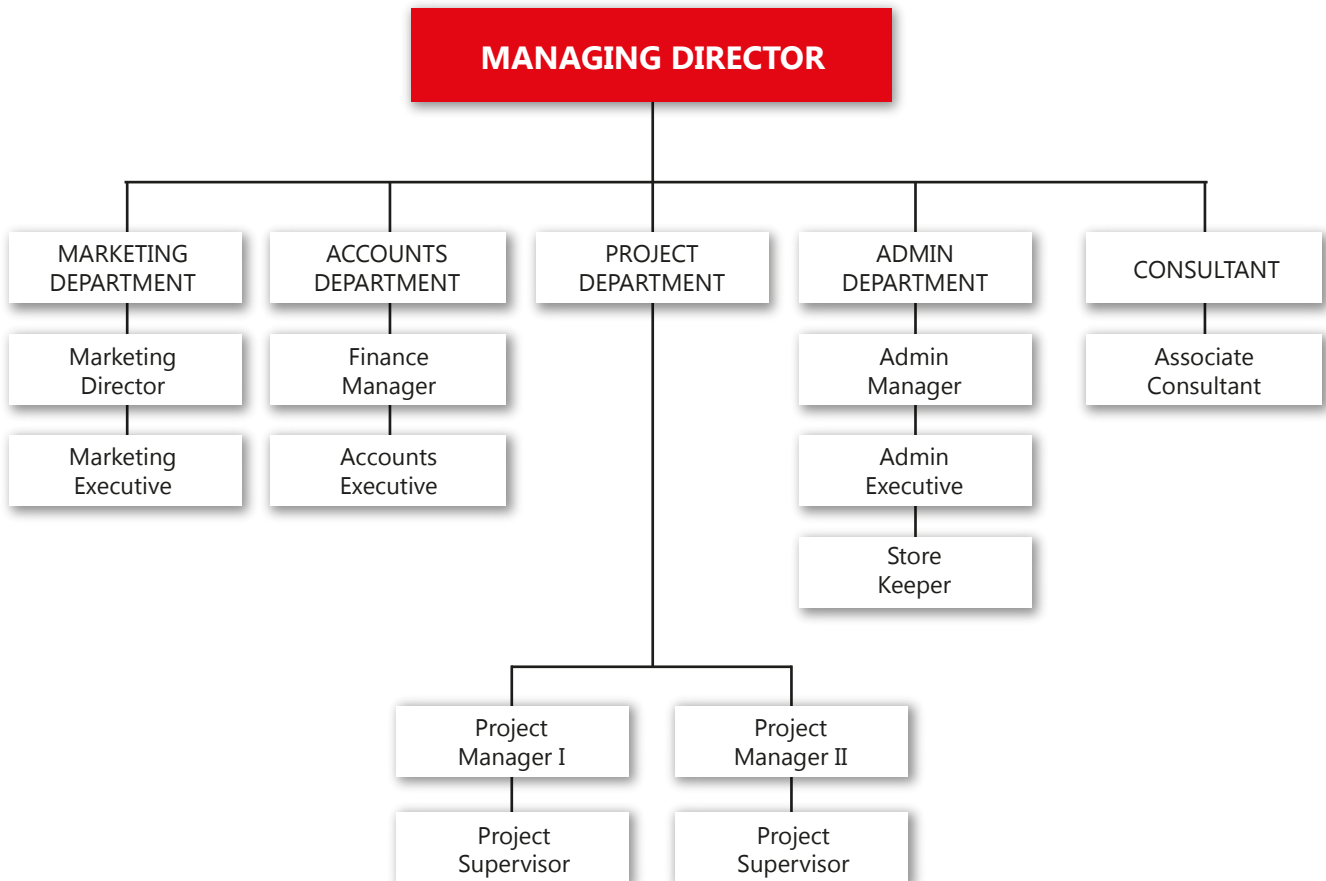 MANAGING DIRECTOR
MARKETING
DEPARTMENT
ACCOUNTS
DEPARTMENT
PROJECT
DEPARTMENT
ADMIN
DEPARTMENT
CONSULTANT
Marketing
Director
Finance
Manager
Admin
Manager
Associate
Consultant
Marketing
Executive
Accounts
Executive
Admin
Executive
Store
Keeper
Project
Manager I
Project
Manager II
Project
Supervisor
Project
Supervisor